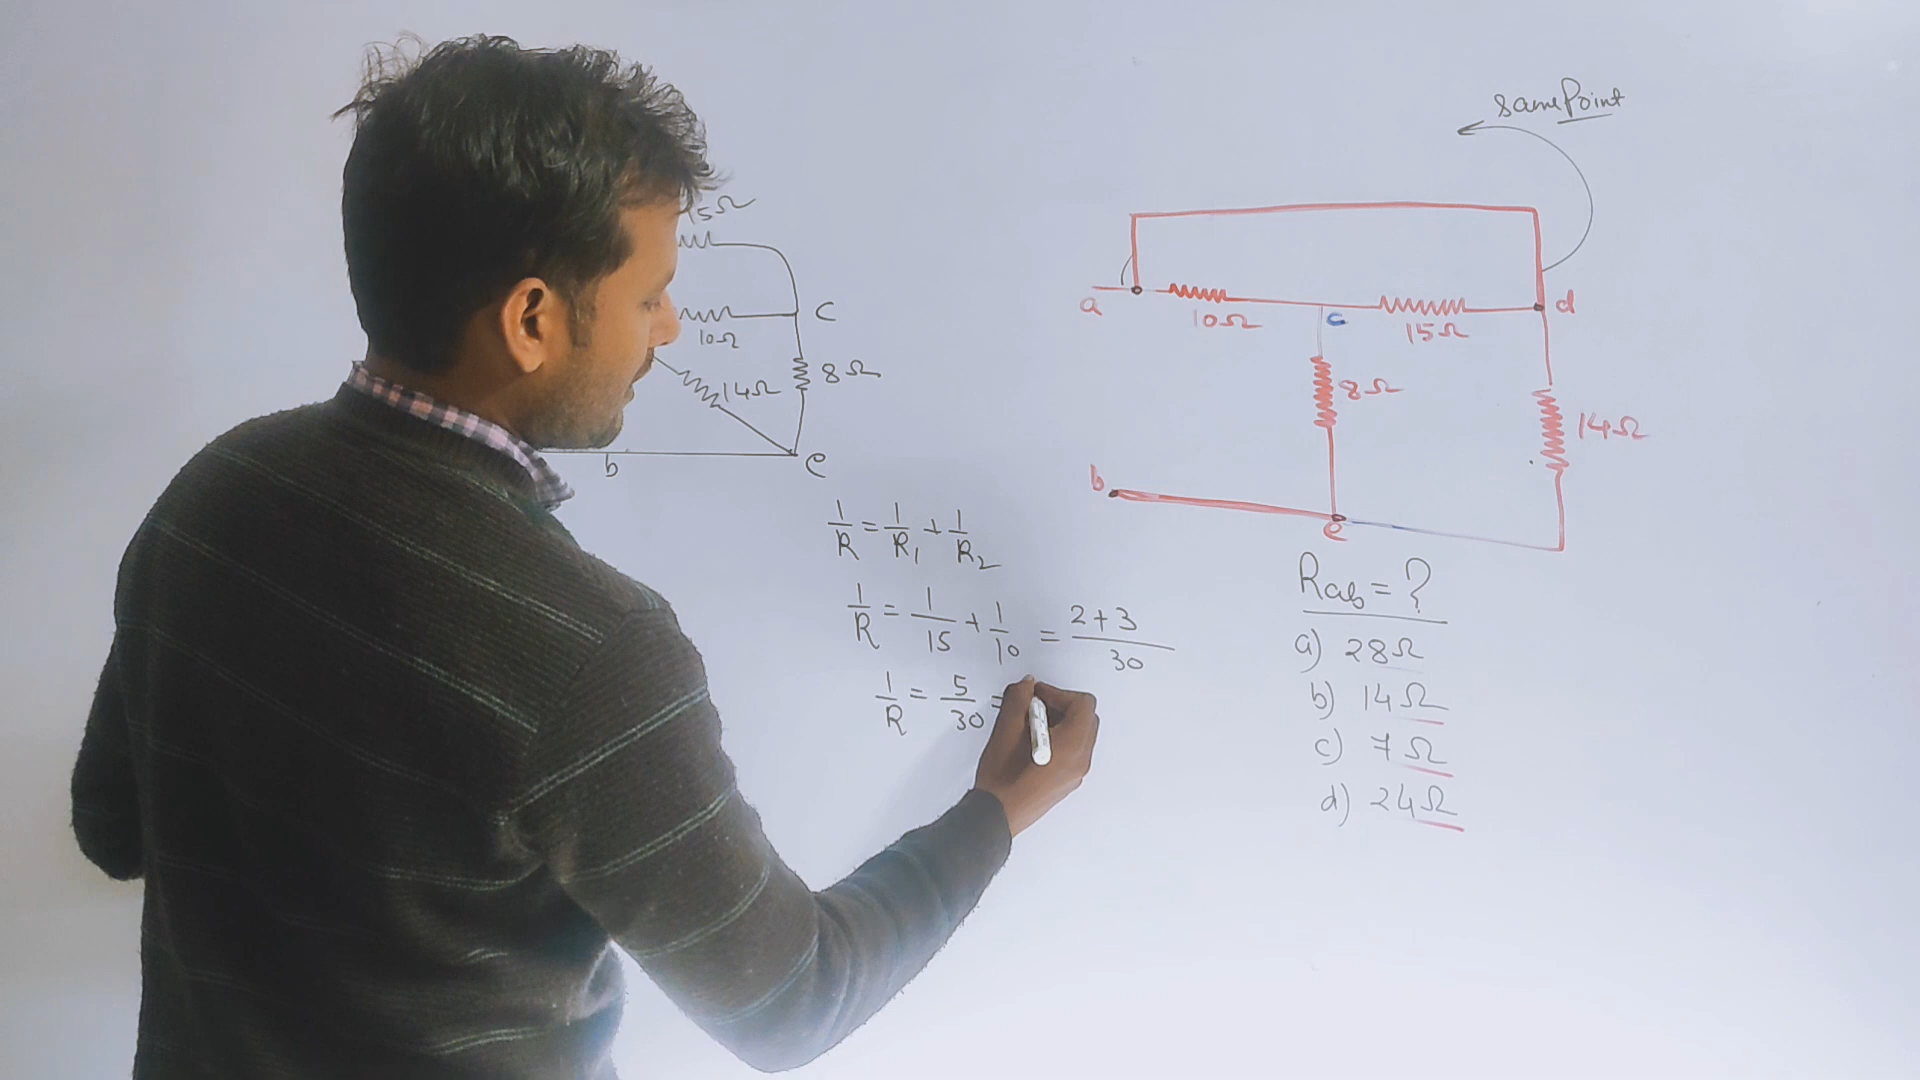 same Point
15Ω
c
10Ω
8Ω
14Ω
b
e
a
10Ω
c
15Ω
d
8Ω
14Ω
b
e
1/R = 1/R₁ + 1/R₂
1/R = 1/15 + 1/10 = 2+3/30
1/R = 5/30 =
Rab = ?
a) 28Ω
b) 14Ω
c) 7Ω
d) 24Ω